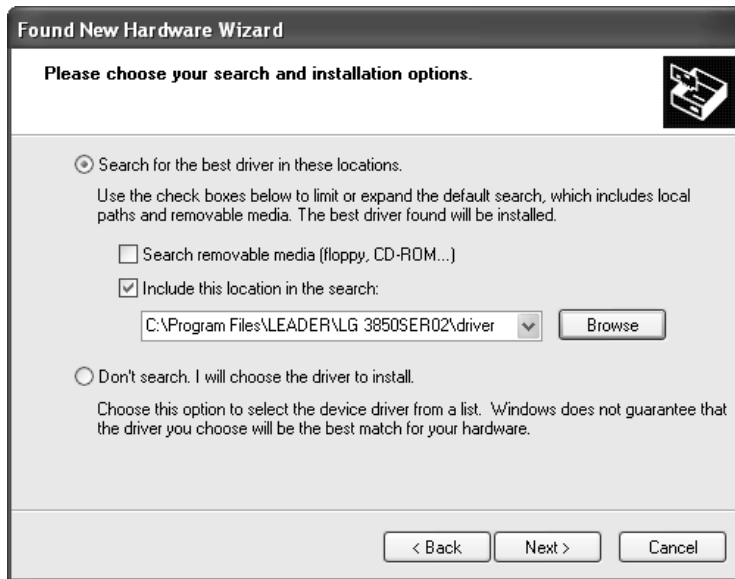 Found New Hardware Wizard
Please choose your search and installation options.
Search for the best driver in these locations.
Use the check boxes below to limit or expand the default search, which includes local
paths and removable media. The best driver found will be installed.
Search removable media (floppy, CD-ROM...)
Include this location in the search:
C:\Program Files\LEADER\LG 3850SER02\driver
Browse
Don't search. I will choose the driver to install.
Choose this option to select the device driver from a list.  Windows does not guarantee that
the driver you choose will be the best match for your hardware.
< Back
Next >
Cancel